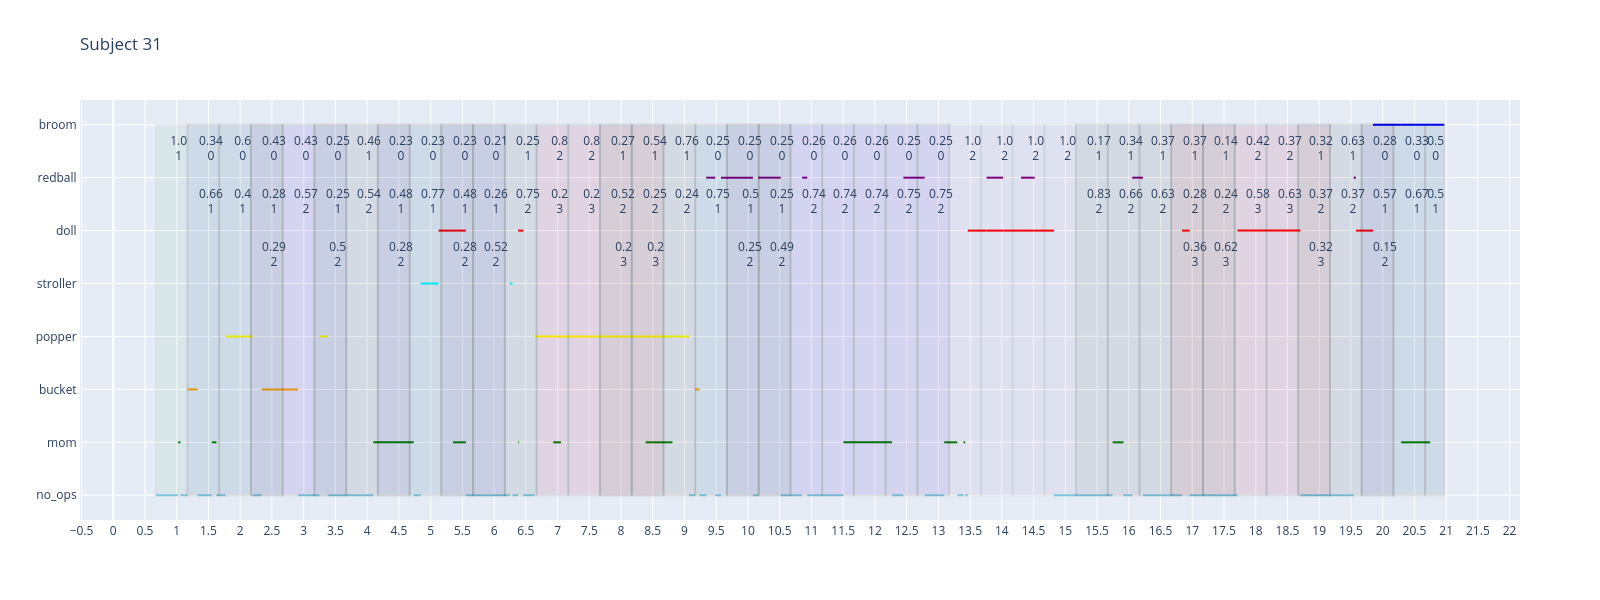 Subject 31
broom
1.0 0.34 0.6 0.43 0.43 0.25 0.46 0.23 0.23 0.23 0.21 0.25 0.8 0.8 0.27 0.54 0.76 0.25 0.25 0.25 0.26 0.26 0.26 0.25 0.25 1.0 1.0 1.0 1.0 0.17 0.34 0.37 0.37 0.14 0.42 0.37 0.32 0.63 0.28 0.33 0.5
1 0 0 0 0 0 1 0 0 0 0 1 2 2 1 1 1 0 0 0 0 0 0 0 0 2 2 2 2 1 1 1 1 1 2 2 1 1 0 0 0
redball
0.66 0.4 0.28 0.57 0.25 0.54 0.48 0.77 0.48 0.26 0.75 0.2 0.2 0.52 0.25 0.24 0.75 0.5 0.25 0.74 0.74 0.74 0.75 0.75 0.83 0.66 0.63 0.28 0.24 0.58 0.63 0.37 0.37 0.57 0.67 0.5
1 1 1 2 1 2 1 1 1 1 2 3 3 2 2 2 1 1 1 2 2 2 2 2 2 2 2 2 2 3 3 2 2 1 1 1
doll
0.29 0.5 0.28 0.28 0.52 0.2 0.2 0.25 0.49 0.36 0.62 0.32 0.15
2 2 2 2 2 3 3 2 2 3 3 3 2
stroller
popper
bucket
mom
no_ops
−0.5 0 0.5 1 1.5 2 2.5 3 3.5 4 4.5 5 5.5 6 6.5 7 7.5 8 8.5 9 9.5 10 10.5 11 11.5 12 12.5 13 13.5 14 14.5 15 15.5 16 16.5 17 17.5 18 18.5 19 19.5 20 20.5 21 21.5 22